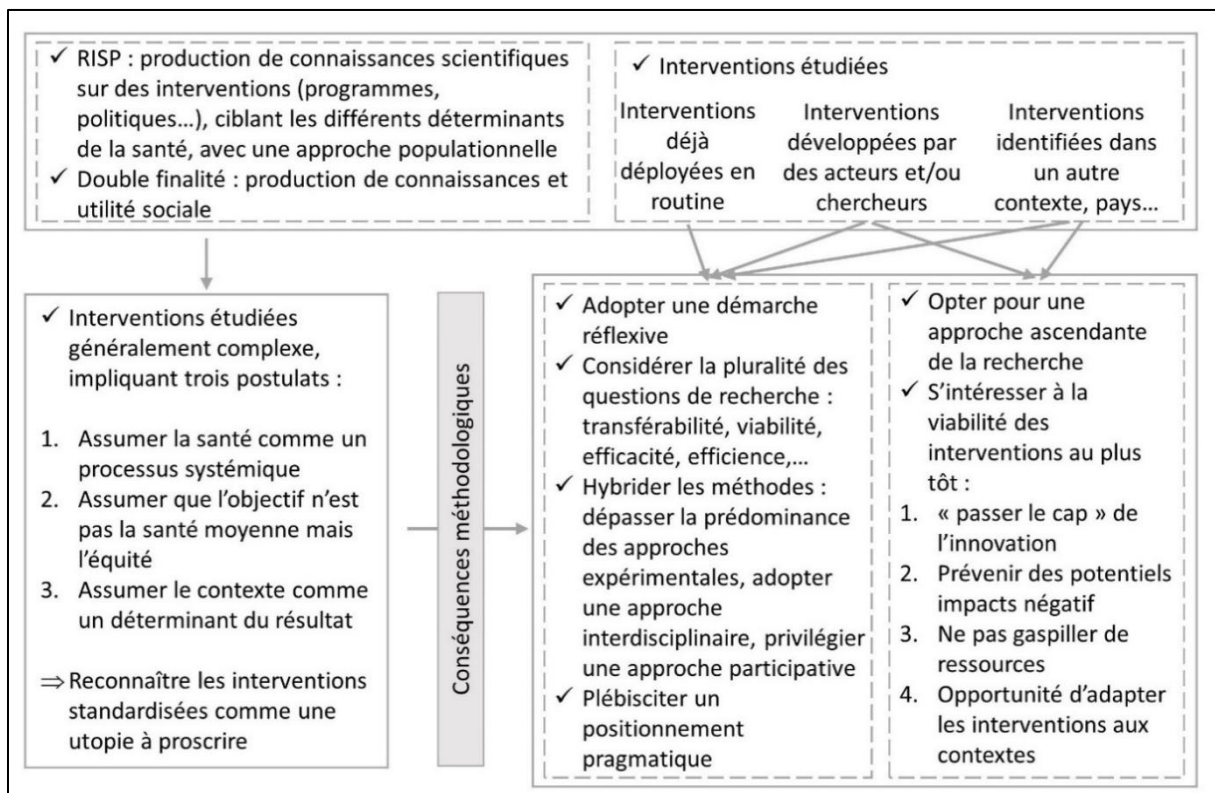 ✓ RISP : production de connaissances scientifiques
sur des interventions (programmes,
politiques…), ciblant les différents déterminants
de la santé, avec une approche populationnelle
✓ Double finalité : production de connaissances et
utilité sociale
✓ Interventions étudiées
Interventions
déjà
déployées en
routine
Interventions
développées par
des acteurs et/ou
chercheurs
Interventions
identifiées dans
un autre
contexte, pays…
✓ Interventions étudiées
généralement complexe,
impliquant trois postulats :
1. Assumer la santé comme un
processus systémique
2. Assumer que l’objectif n’est
pas la santé moyenne mais
l’équité
3. Assumer le contexte comme
un déterminant du résultat
⇒ Reconnaître les interventions
standardisées comme une
utopie à proscrire
Conséquences méthodologiques
✓ Adopter une démarche
réflexive
✓ Considérer la pluralité des
questions de recherche :
transférabilité, viabilité,
efficacité, efficience,…
✓ Hybrider les méthodes :
dépasser la prédominance
des approches
expérimentales, adopter
une approche
interdisciplinaire, privilégier
une approche participative
✓ Plébisciter un
positionnement
pragmatique
✓ Opter pour une
approche ascendante
de la recherche
✓ S’intéresser à la
viabilité des
interventions au plus
tôt :
1. « passer le cap » de
l’innovation
2. Prévenir des potentiels
impacts négatif
3. Ne pas gaspiller de
ressources
4. Opportunité d’adapter
les interventions aux
contextes